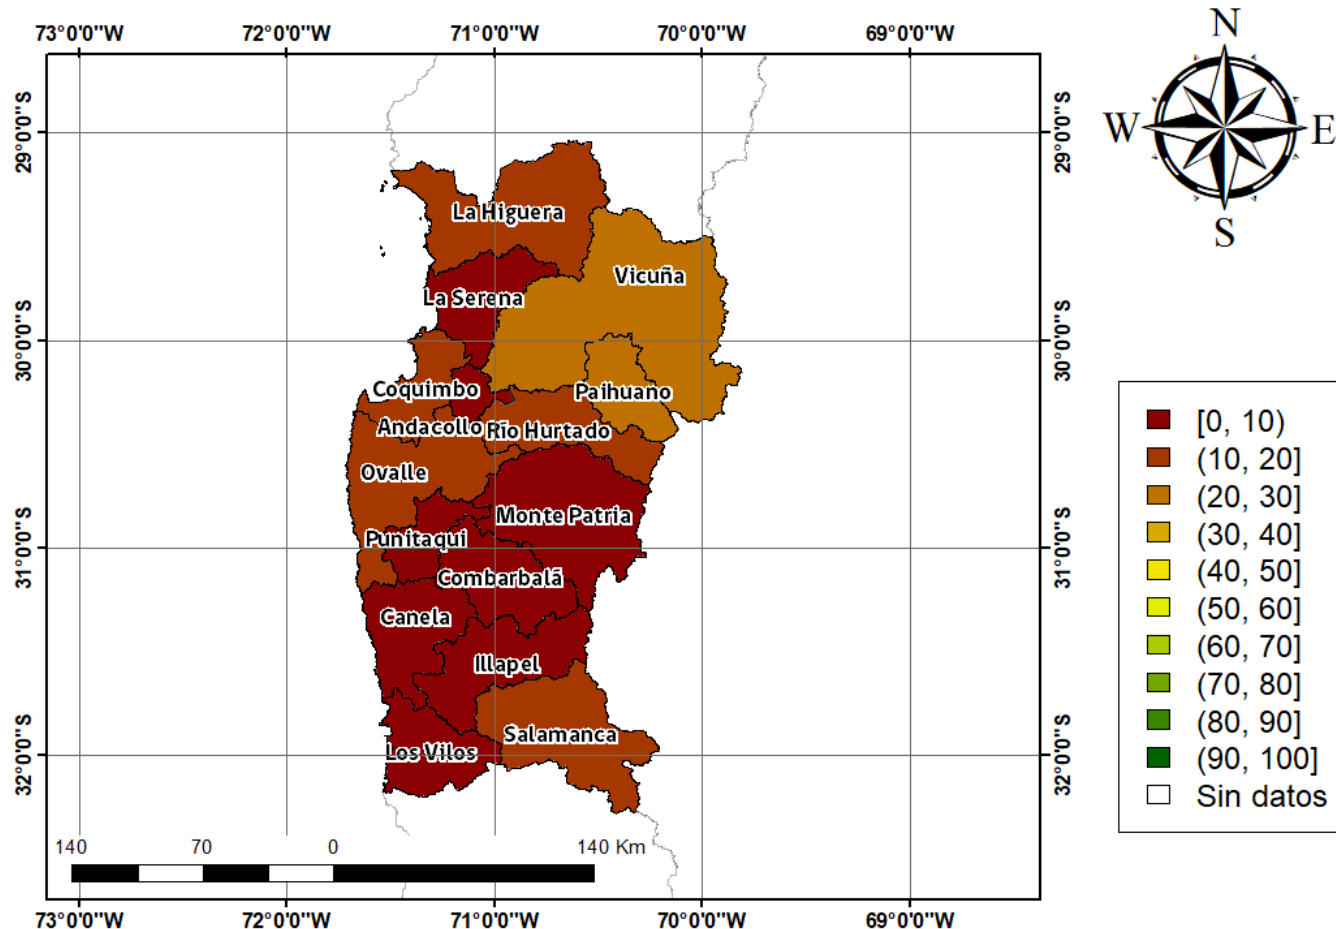 73°0'0"W 72°0'0"W 71°0'0"W 70°0'0"W 69°0'0"W
N
W E
S
29°0'0"S 29°0'0"S
La Higuera
Vicuña
La Serena
30°0'0"S 30°0'0"S
Coquimbo Paihuano
Andacollo Río Hurtado
Ovalle
Monte Patria
Punitaqui
31°0'0"S 31°0'0"S
Combarbalã
Canela
Illapel
Salamanca
Los Vilos
32°0'0"S 32°0'0"S
[0, 10)
(10, 20]
(20, 30]
(30, 40]
(40, 50]
(50, 60]
(60, 70]
(70, 80]
(80, 90]
(90, 100]
Sin datos
140 70 0 140 Km
73°0'0"W 72°0'0"W 71°0'0"W 70°0'0"W 69°0'0"W